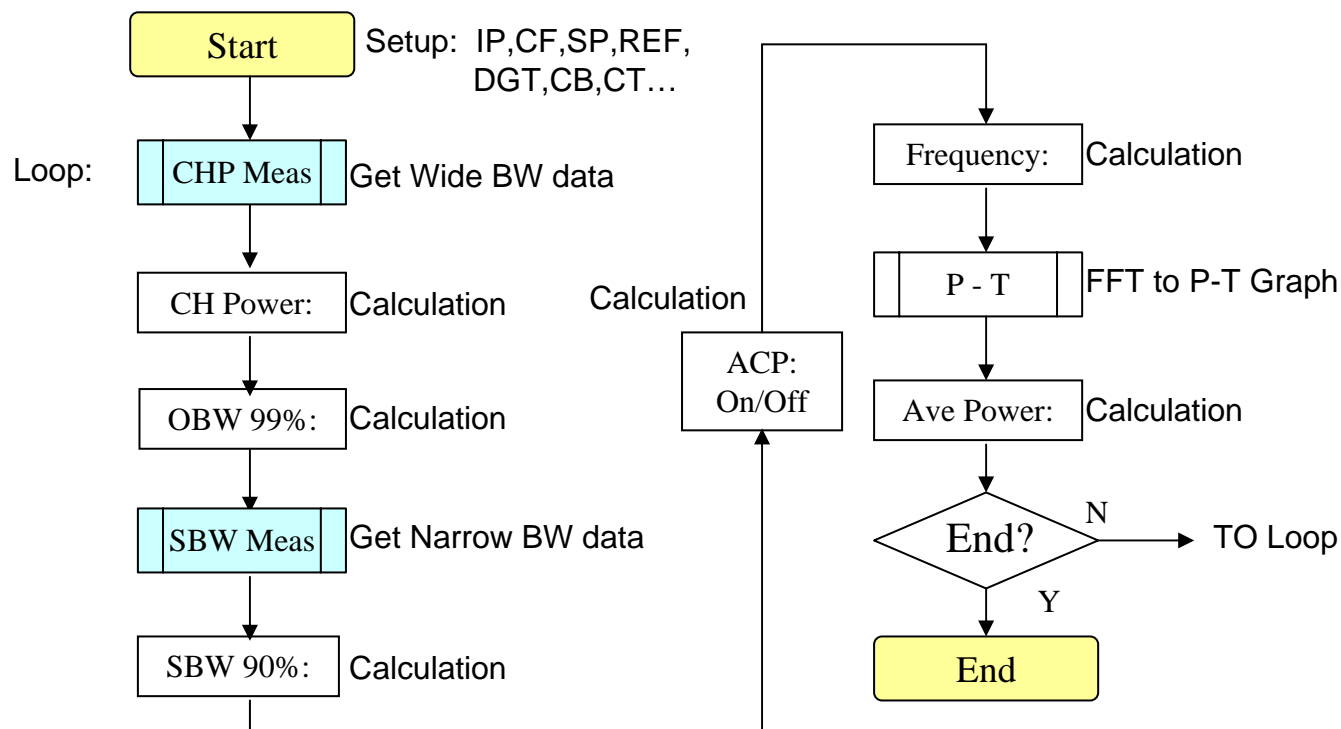 Start
Setup: IP,CF,SP,REF,
DGT,CB,CT…
Loop:
CHP Meas
Get Wide BW data
CH Power:
Calculation
OBW 99%:
Calculation
SBW Meas
Get Narrow BW data
SBW 90%:
Calculation
Calculation
ACP:
On/Off
Frequency:
Calculation
P - T
FFT to P-T Graph
Ave Power:
Calculation
End?
N
TO Loop
Y
End